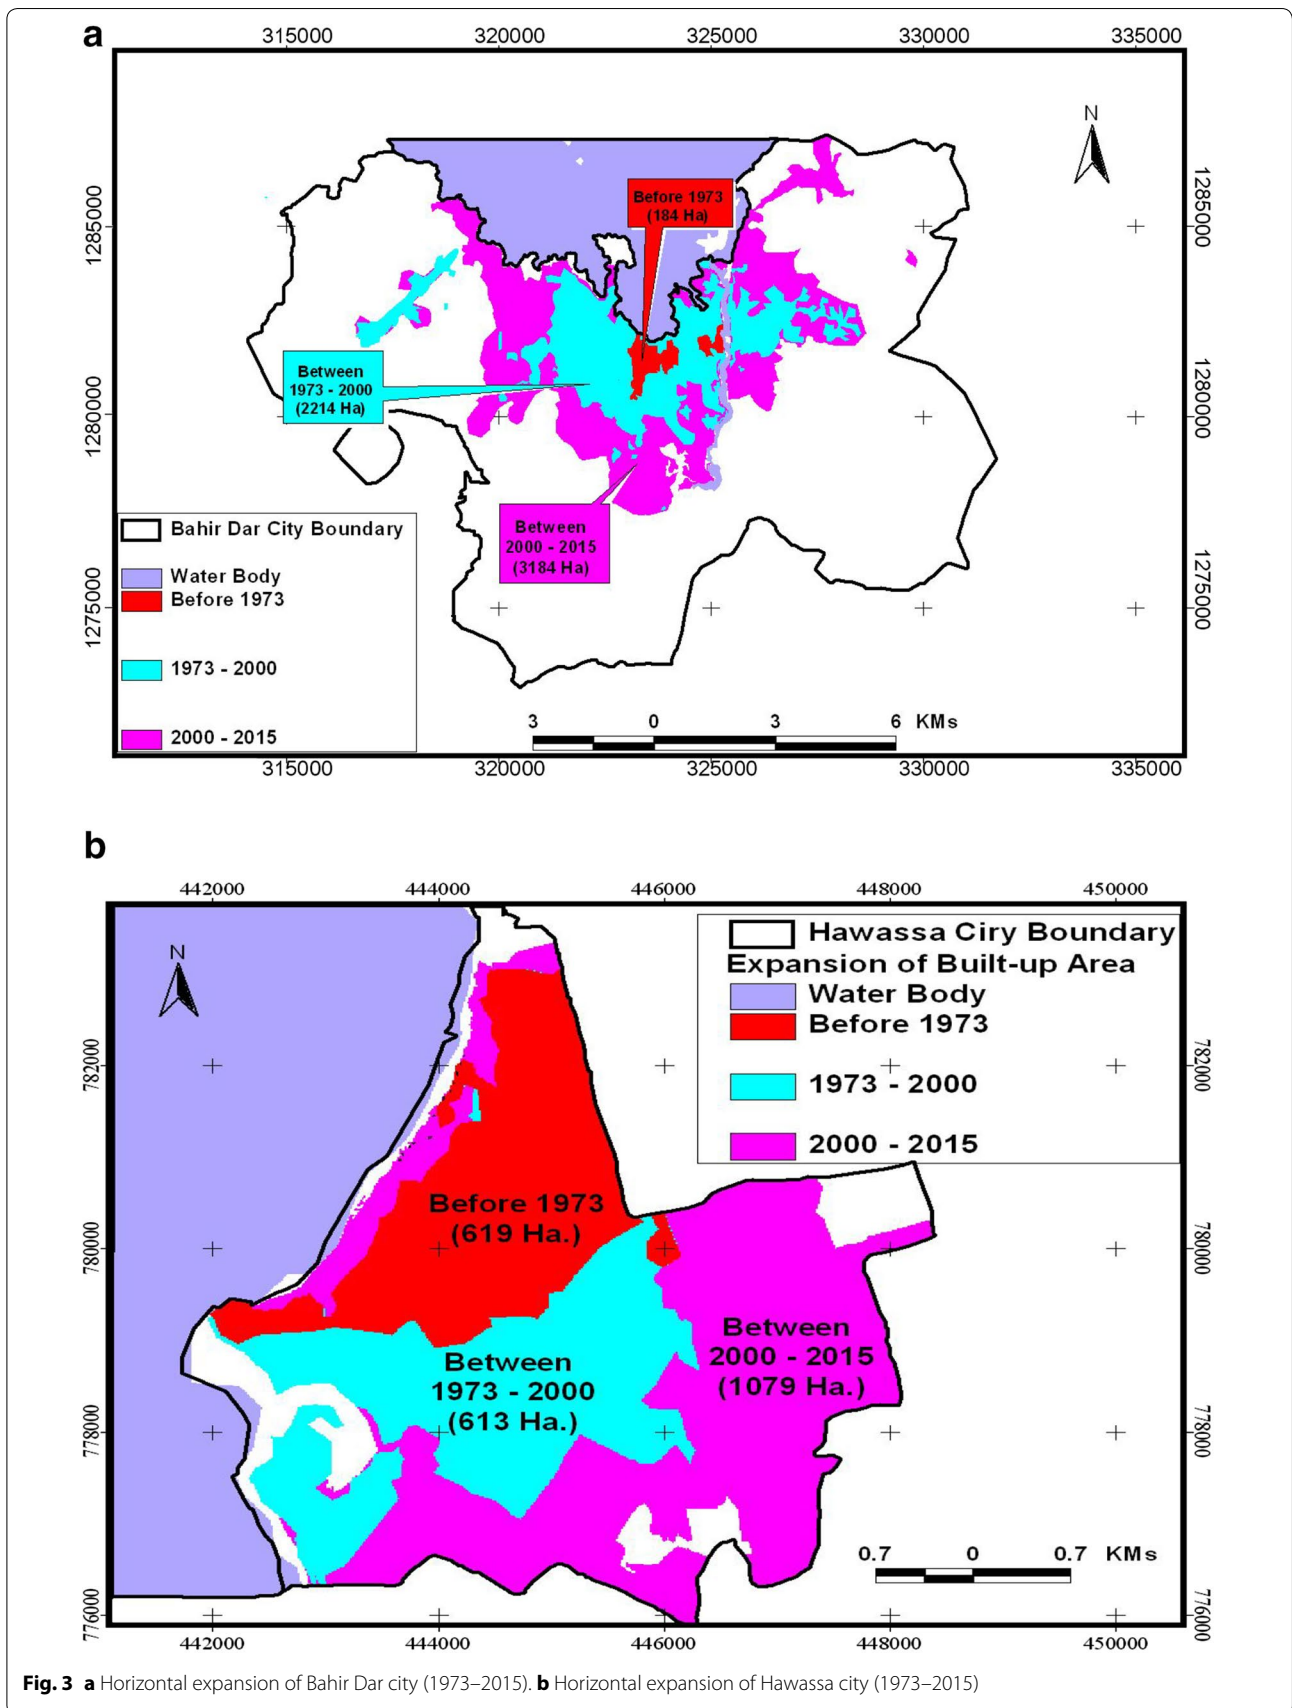 a
315000 320000 325000 330000 335000
N
1285000 1285000
Before 1973
(184 Ha)
Between
1973 - 2000
(2214 Ha)
1280000 1280000
Between
2000 - 2015
(3184 Ha)
Bahir Dar City Boundary
Water Body
Before 1973
1973 - 2000
2000 - 2015
1275000 1275000
3 0 3 6 KMs
315000 320000 325000 330000 335000
b
442000 444000 446000 448000 450000
N
Hawassa Ciry Boundary
Expansion of Built-up Area
Water Body
Before 1973
1973 - 2000
2000 - 2015
782000 782000
Before 1973
(619 Ha.)
780000 780000
Between
2000 - 2015
(1079 Ha.)
Between
1973 - 2000
(613 Ha.)
778000 778000
0.7 0 0.7 KMs
776000 776000
442000 444000 446000 448000 450000
Fig. 3 a Horizontal expansion of Bahir Dar city (1973–2015). b Horizontal expansion of Hawassa city (1973–2015)